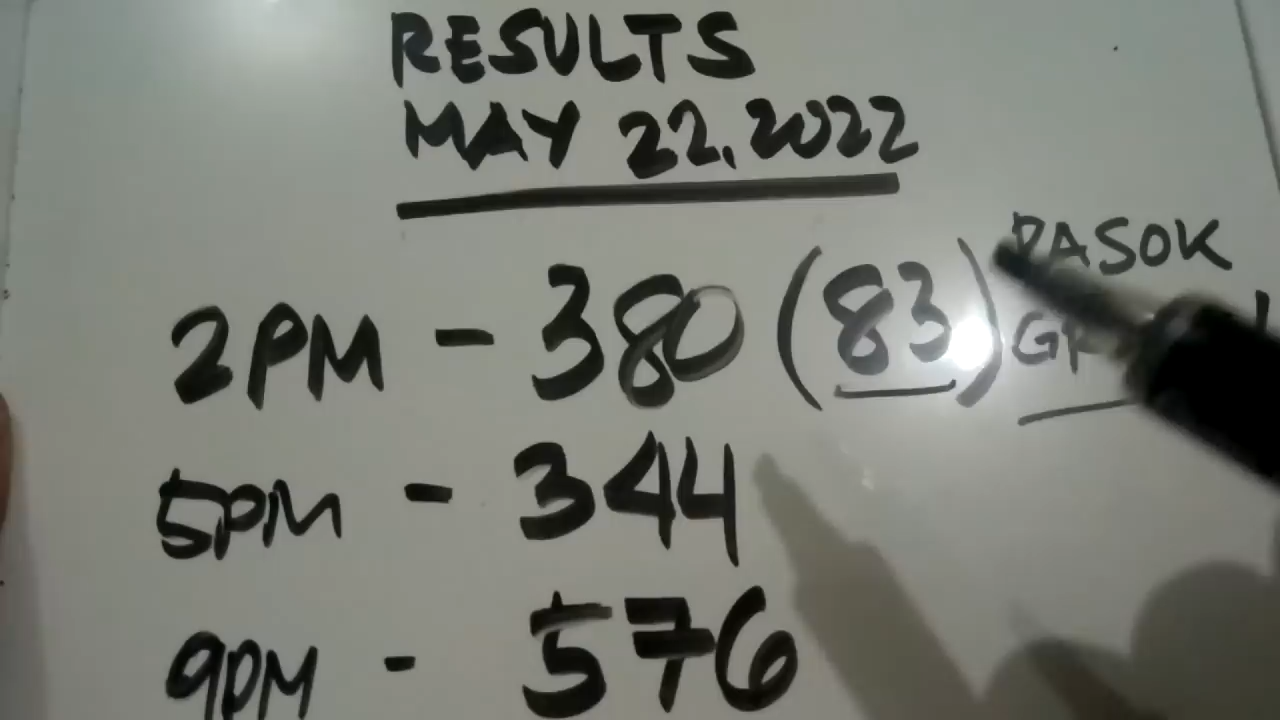 RESULTS
MAY 22, 2022
2PM - 380 (83) PASOK
5PM - 344
9PM - 576